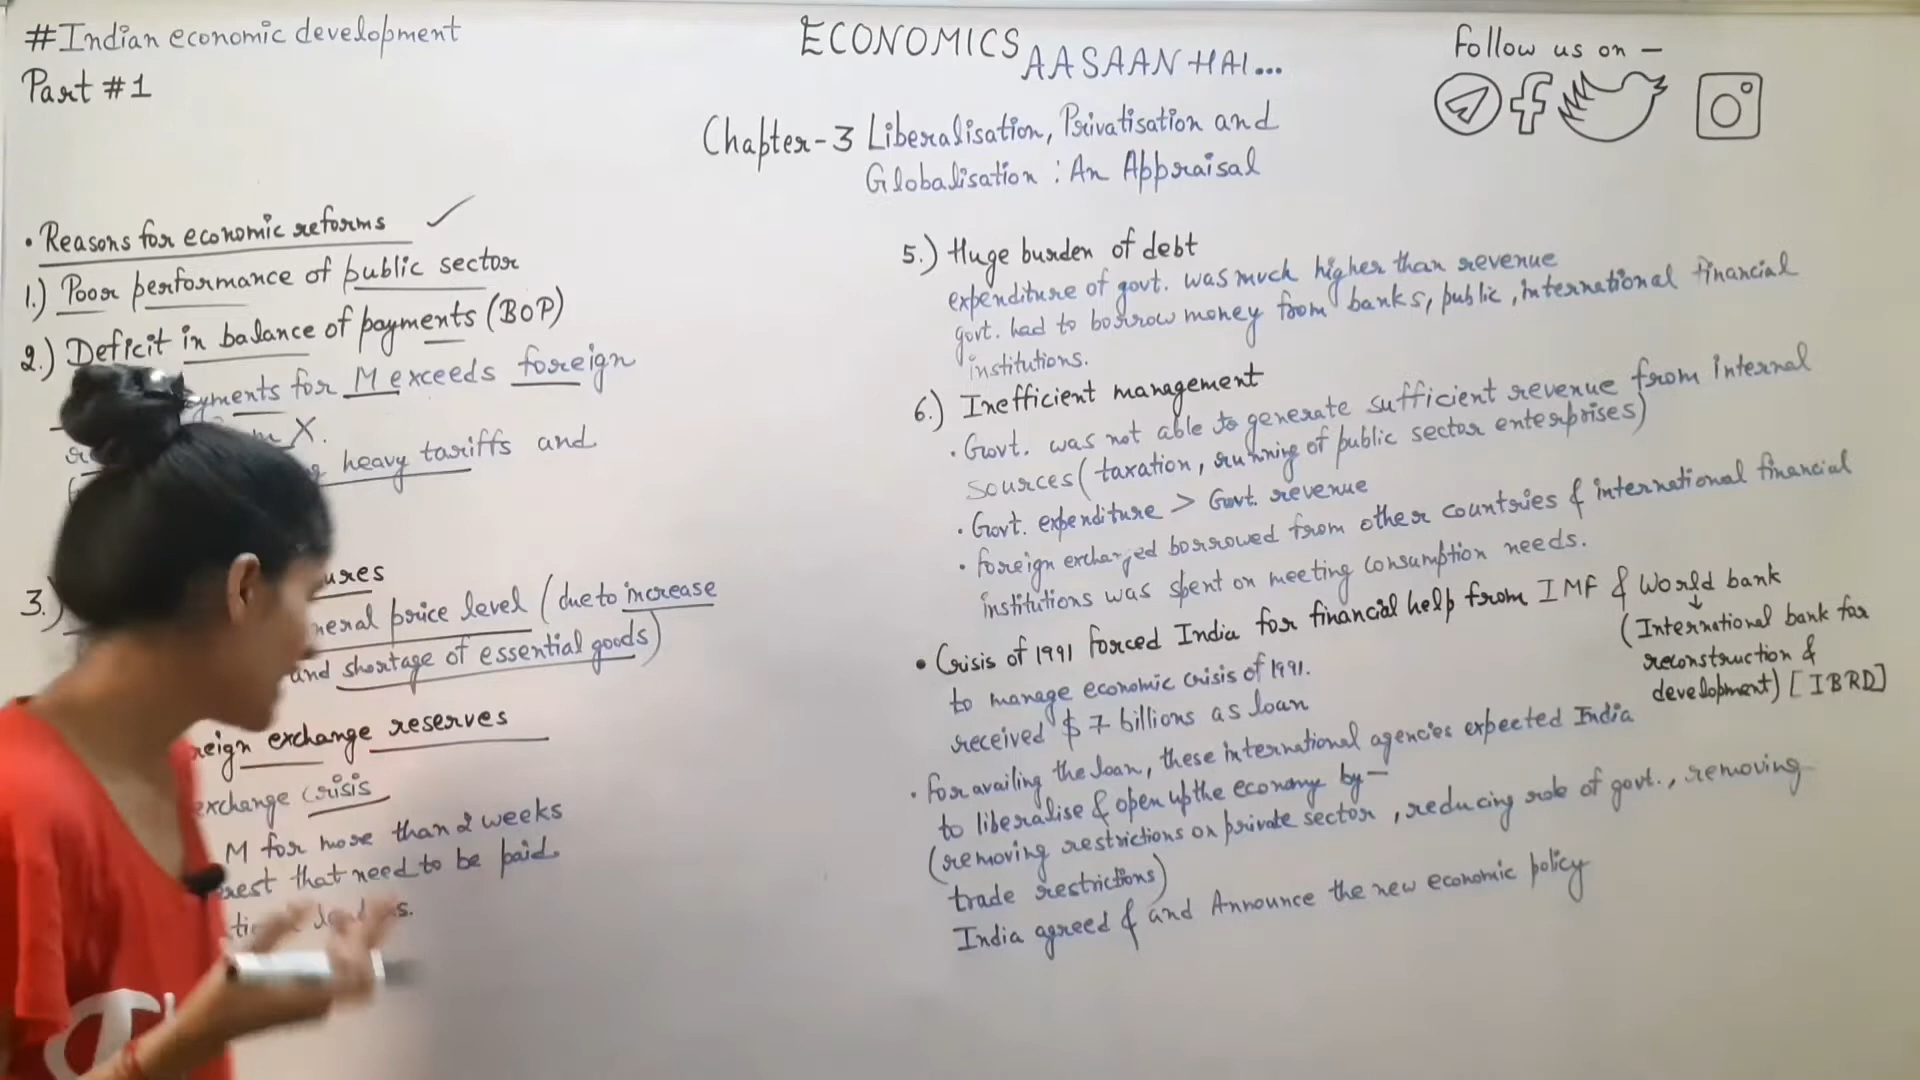 #Indian economic development
Part #1
ECONOMICS
AASAAN HAI...
Follow us on -
Chapter-3 Liberalisation, Privatisation and
Globalisation : An Appraisal
• Reasons for economic reforms ✓
1.) Poor performance of public sector
2.) Deficit in balance of payments (BOP)
for M exceeds foreign
X.
heavy tariffs and
3.)
price level (due to increase
and shortage of essential goods)
exchange reserves
exchange crisis
M for more than 2 weeks
that need to be paid
5.) Huge burden of debt
expenditure of govt. was much higher than revenue
govt. had to borrow money from banks, public, international financial
institutions.
6.) Inefficient management
• Govt. was not able to generate sufficient revenue from internal
sources (taxation, running of public sector enterprises)
• Govt. expenditure > Govt. revenue
• foreign exchanged borrowed from other countries & international financial
institutions was spent on meeting consumption needs.
• Crisis of 1991 forced India for financial help from IMF & World bank
(International bank for
reconstruction &
development) [IBRD]
to manage economic crisis of 1991.
received $ 7 billions as loan
• for availing the loan, these international agencies expected India
to liberalise & open up the economy by-
(removing restrictions on private sector, reducing role of govt., removing
trade restrictions)
India agreed & and Announce the new economic policy